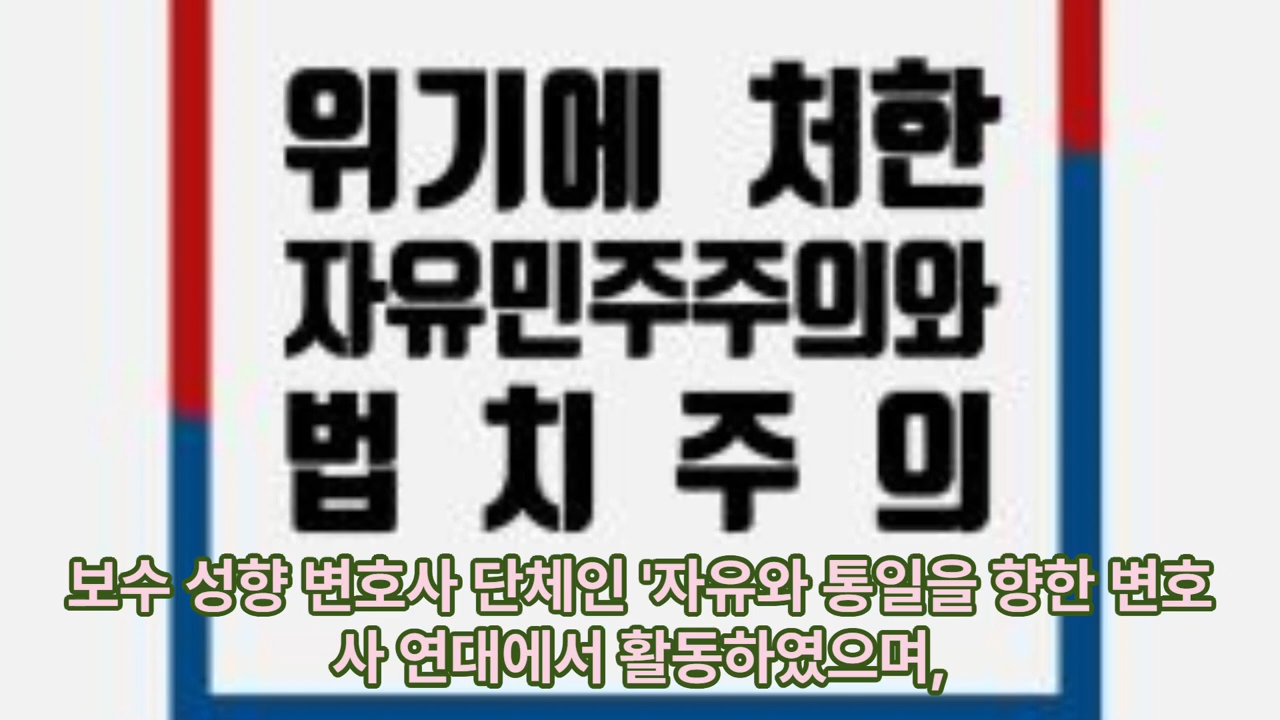 위기에 처한
자유민주주의와
법치주의
보수 성향 변호사 단체인 '자유와 통일을 향한 변호
사 연대에서 활동하였으며,